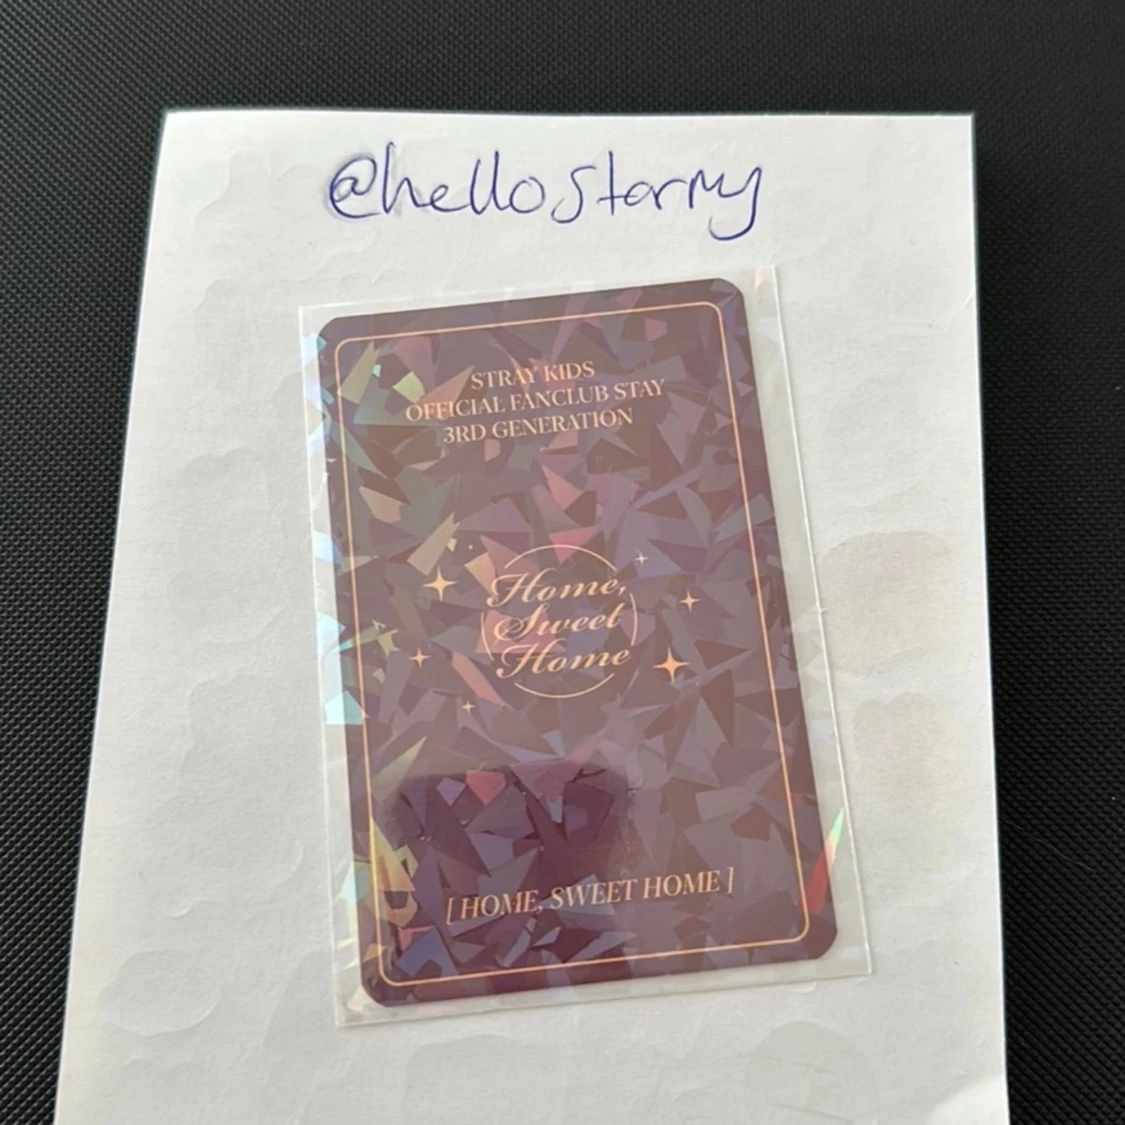 @hellostarry
STRAY KIDS
OFFICIAL FANCLUB STAY
3RD GENERATION
Home,
Sweet
Home
[ HOME, SWEET HOME ]